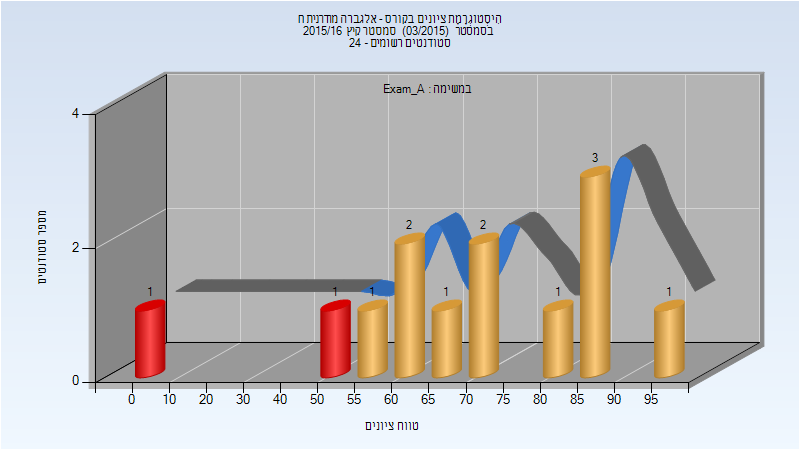 היסטוגרמת ציונים בקורס - אלגברה מודרנית ח
בסמסטר (03/2015) סמסטר קיץ 2015/16
סטודנטים רשומים - 24
במשימה : Exam_A
מספר סטודנטים
4
2
0
1
1
1
2
1
2
1
3
1
0 10 20 30 40 50 55 60 65 70 75 80 85 90 95
טווח ציונים